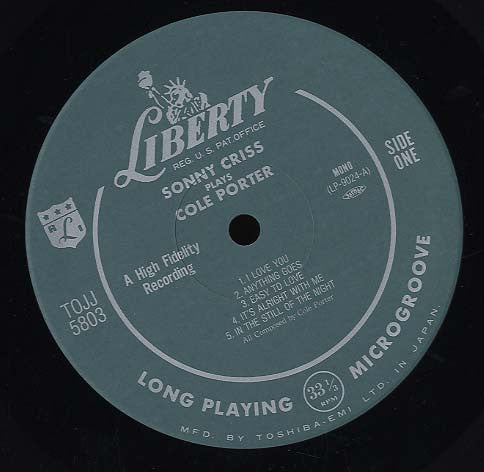 LIBERTY
REG. U. S. PAT. OFFICE
SONNY CRISS
PLAYS
COLE PORTER
MONO
(LP-9024-A)
SIDE
ONE
A High Fidelity
Recording
TOJJ
5803
1. I LOVE YOU
2. ANYTHING GOES
3. EASY TO LOVE
4. IT'S ALRIGHT WITH ME
5. IN THE STILL OF THE NIGHT
All Composed by Cole Porter
LONG PLAYING
33 1/3
RPM
MICROGROOVE
MFD. BY TOSHIBA-EMI LTD. IN JAPAN.